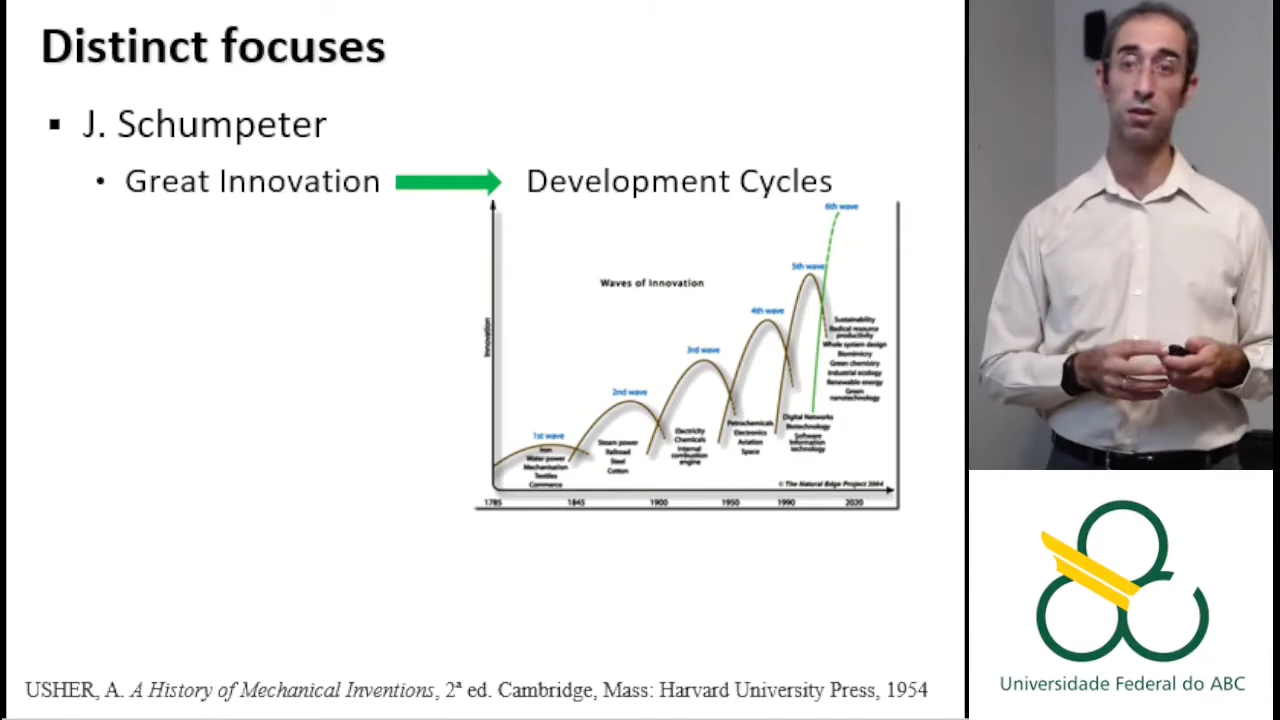 Distinct focuses
▪ J. Schumpeter
• Great Innovation
Development Cycles
6th wave
5th wave
Waves of Innovation
4th wave
3rd wave
2nd wave
1st wave
Innovation
Iron
Water power
Mechanisation
Textiles
Commerce
Steam power
Railroad
Steel
Cotton
Electricity
Chemicals
Internal
combustion
engine
Petrochemicals
Electronics
Aviation
Space
Digital Networks
Biotechnology
Software
Information
technology
Sustainability
Radical resource
productivity
Whole system design
Biomimicry
Green chemistry
Industrial ecology
Renewable energy
Green
nanotechnology
© The Natural Edge Project 2004
1785 1845 1900 1950 1990 2020
USHER, A. A History of Mechanical Inventions, 2ª ed. Cambridge, Mass: Harvard University Press, 1954
Universidade Federal do ABC